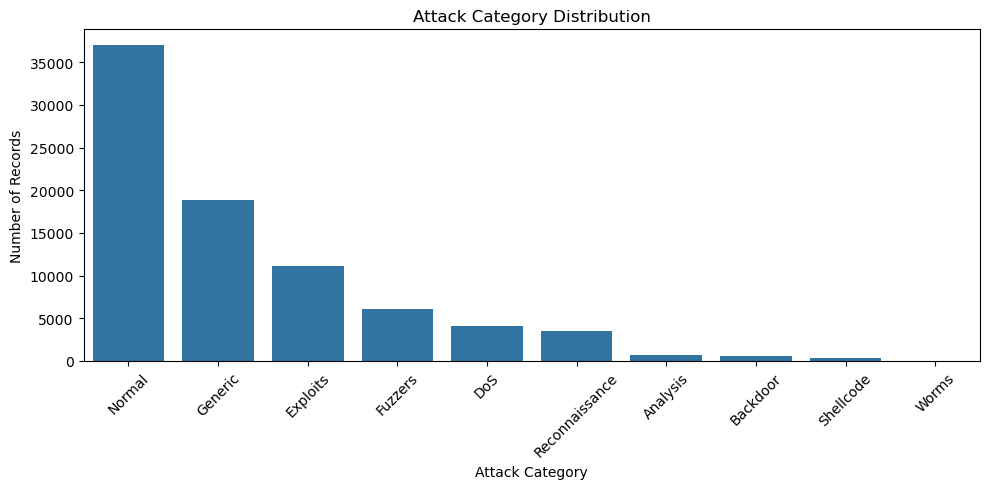 Attack Category Distribution
Number of Records
35000
30000
25000
20000
15000
10000
5000
0
Normal
Generic
Exploits
Fuzzers
DoS
Reconnaissance
Analysis
Backdoor
Shellcode
Worms
Attack Category